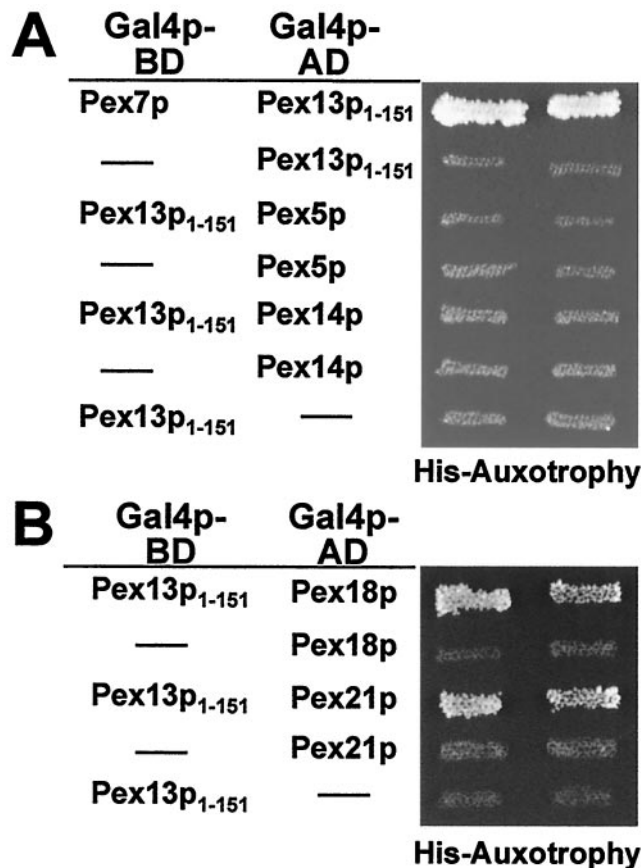 A
Gal4p-BD Gal4p-AD
Pex7p Pex13p1-151
— Pex13p1-151
Pex13p1-151 Pex5p
— Pex5p
Pex13p1-151 Pex14p
— Pex14p
Pex13p1-151 —
His-Auxotrophy
B
Gal4p-BD Gal4p-AD
Pex13p1-151 Pex18p
— Pex18p
Pex13p1-151 Pex21p
— Pex21p
Pex13p1-151 —
His-Auxotrophy